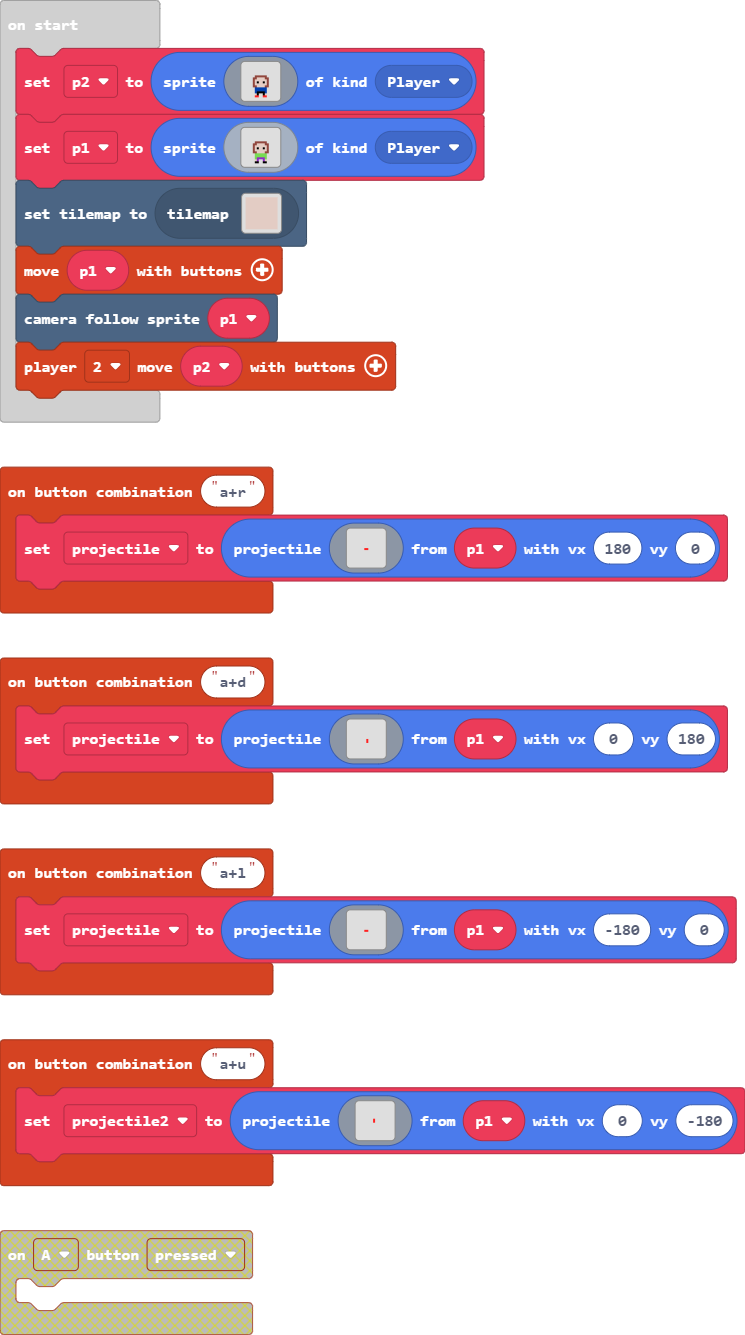 on start
set p2 to sprite of kind Player
set p1 to sprite of kind Player
set tilemap to tilemap
move p1 with buttons
camera follow sprite p1
player 2 move p2 with buttons
on button combination "a+r"
set projectile to projectile from p1 with vx 180 vy 0
on button combination "a+d"
set projectile to projectile from p1 with vx 0 vy 180
on button combination "a+l"
set projectile to projectile from p1 with vx -180 vy 0
on button combination "a+u"
set projectile2 to projectile from p1 with vx 0 vy -180
on A button pressed